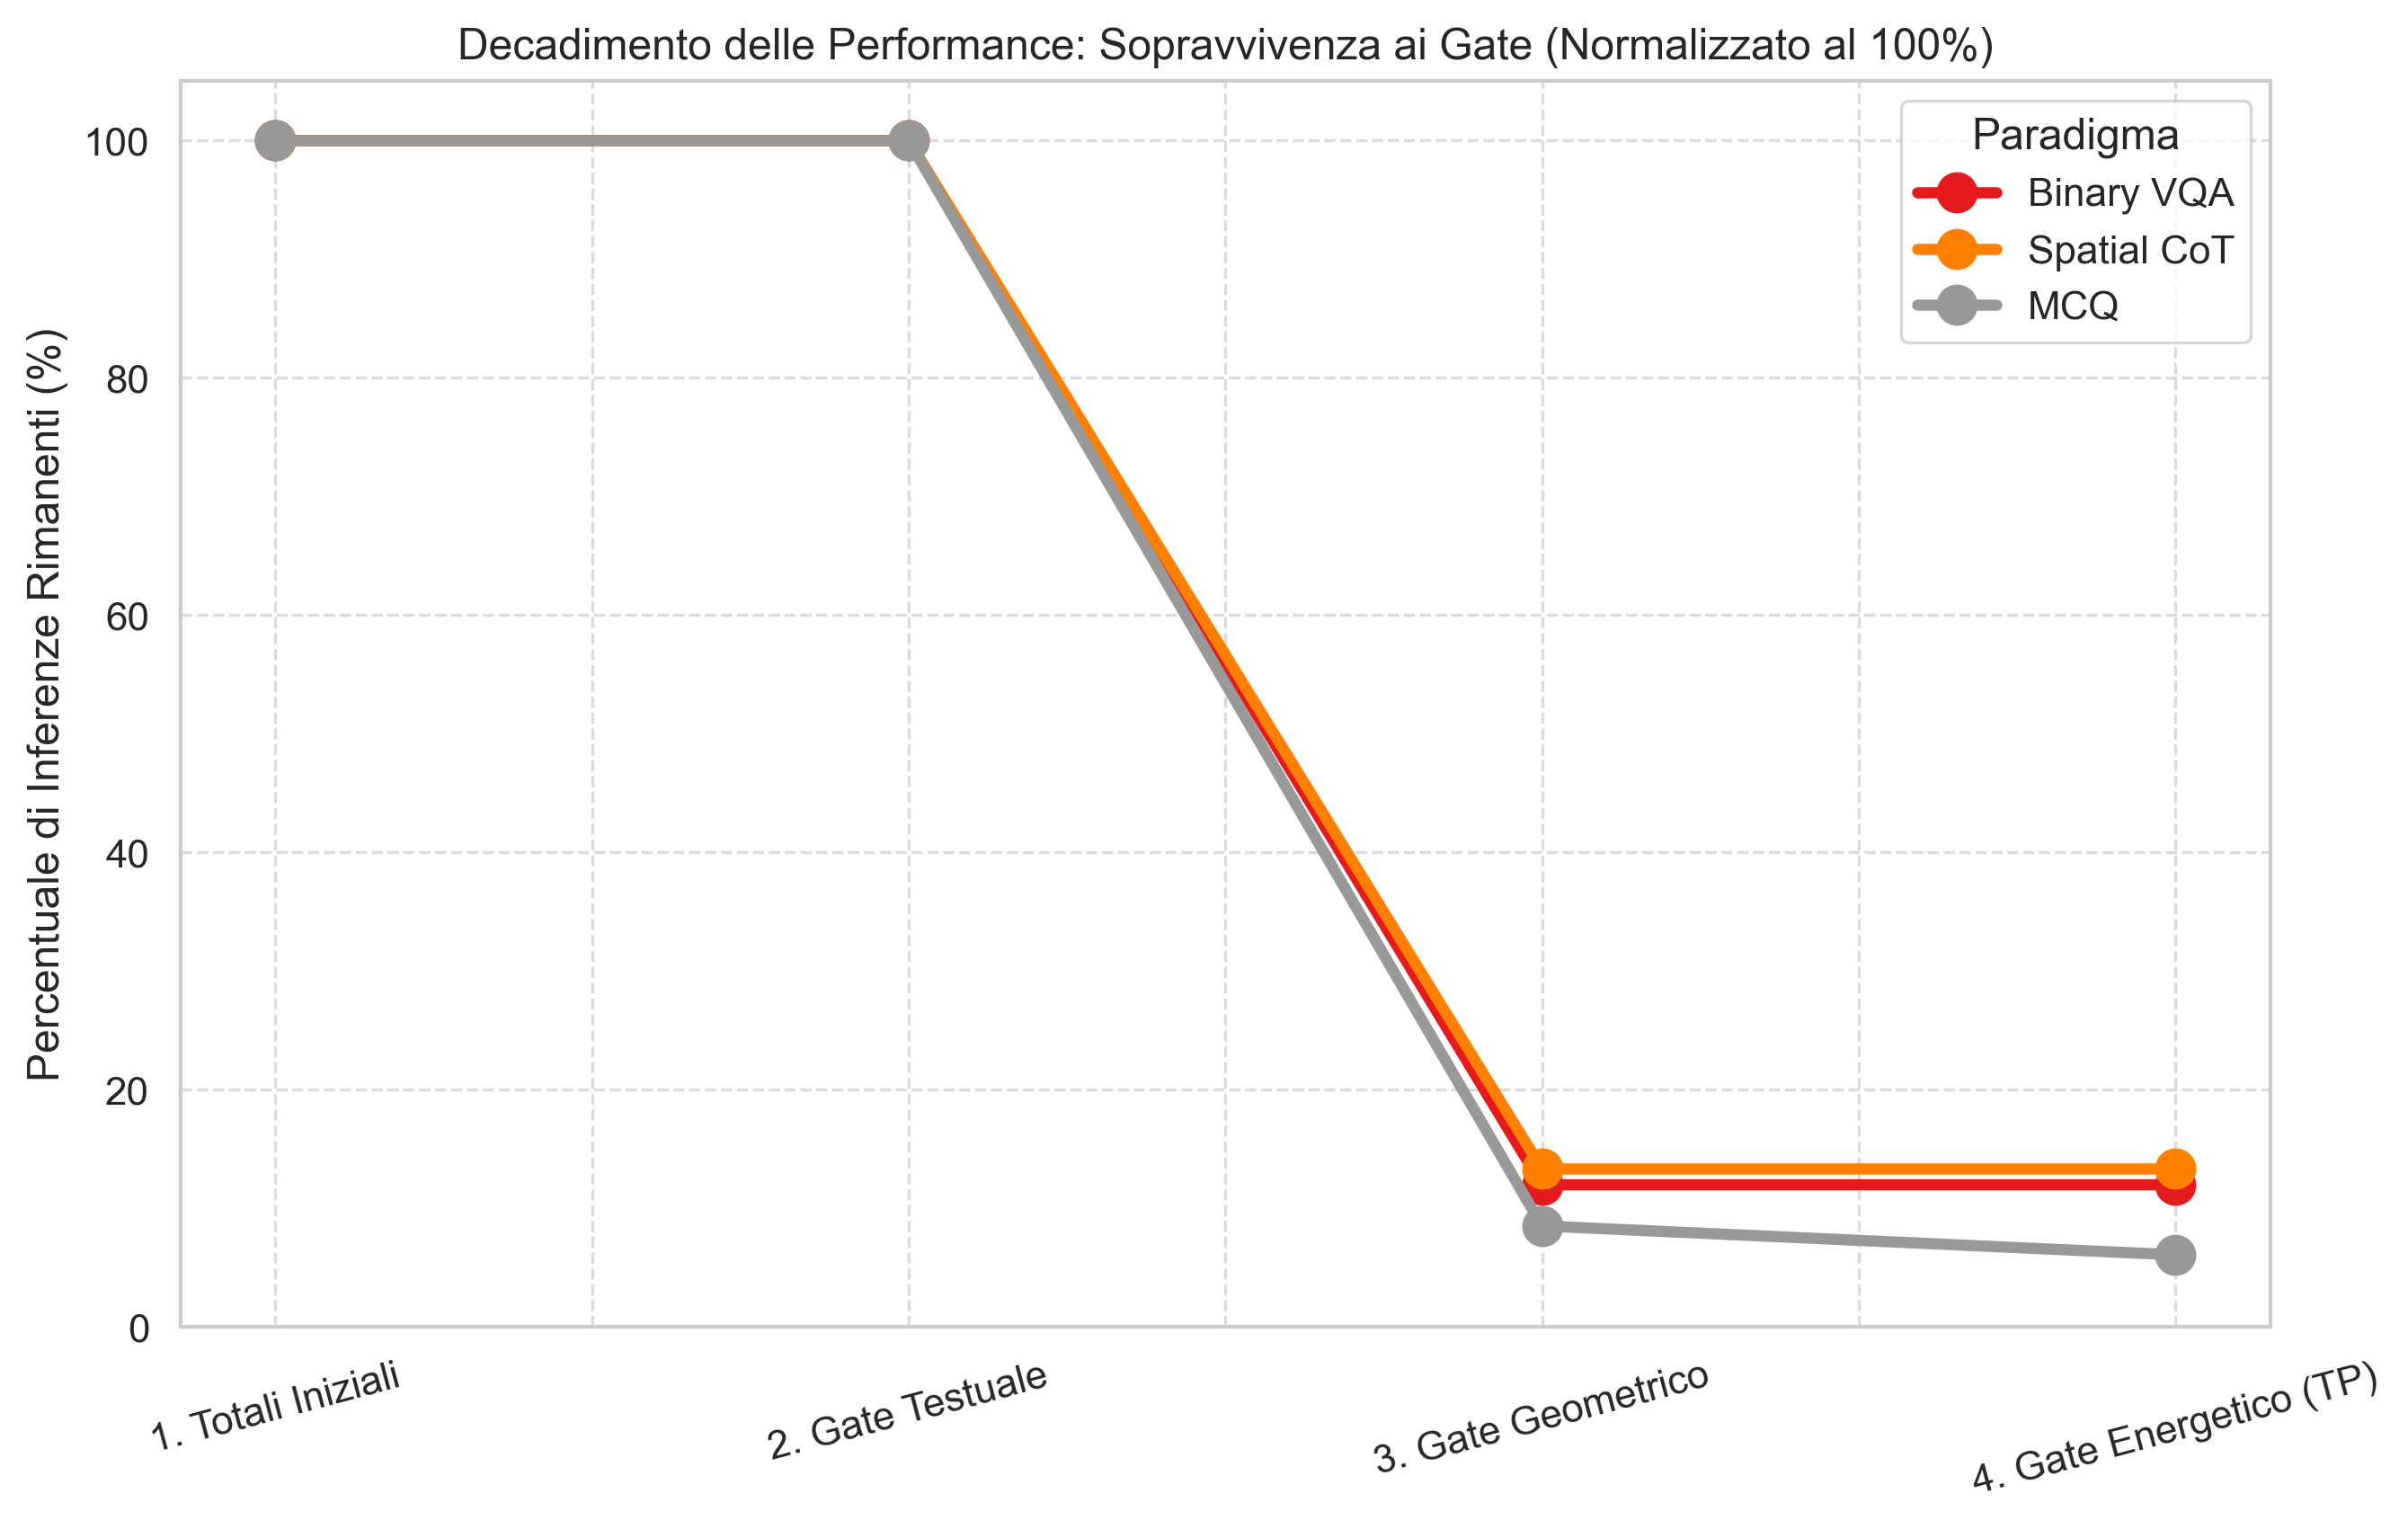 Decadimento delle Performance: Sopravvivenza ai Gate (Normalizzato al 100%)
Percentuale di Inferenze Rimanenti (%)
100
80
60
40
20
0
Paradigma
Binary VQA
Spatial CoT
MCQ
1. Totali Iniziali
2. Gate Testuale
3. Gate Geometrico
4. Gate Energetico (TP)